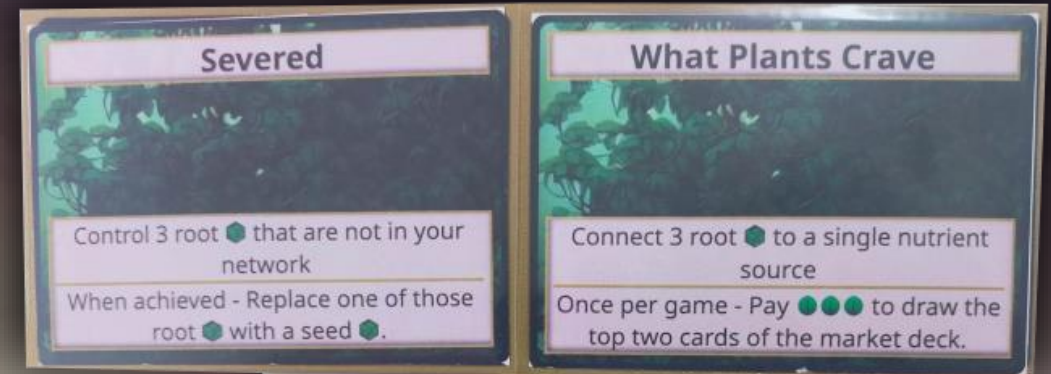 Severed
Control 3 root that are not in your
network
When achieved - Replace one of those
root with a seed .
What Plants Crave
Connect 3 root to a single nutrient
source
Once per game - Pay to draw the
top two cards of the market deck.